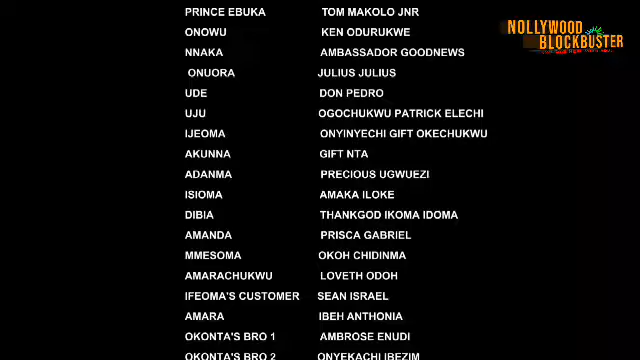 PRINCE EBUKA TOM MAKOLO JNR
ONOWU KEN ODURUKWE
NNAKA AMBASSADOR GOODNEWS
ONUORA JULIUS JULIUS
UDE DON PEDRO
UJU OGOCHUKWU PATRICK ELECHI
IJEOMA ONYINYECHI GIFT OKECHUKWU
AKUNNA GIFT NTA
ADANMA PRECIOUS UGWUEZI
ISIOMA AMAKA ILOKE
DIBIA THANKGOD IKOMA IDOMA
AMANDA PRISCA GABRIEL
MMESOMA OKOH CHIDINMA
AMARACHUKWU LOVETH ODOH
IFEOMA'S CUSTOMER SEAN ISRAEL
AMARA IBEH ANTHONIA
OKONTA'S BRO 1 AMBROSE ENUDI
OKONTA'S BRO 2 ONYEKACHI IBEZIM
NOLLYWOOD
BLOCKBUSTER